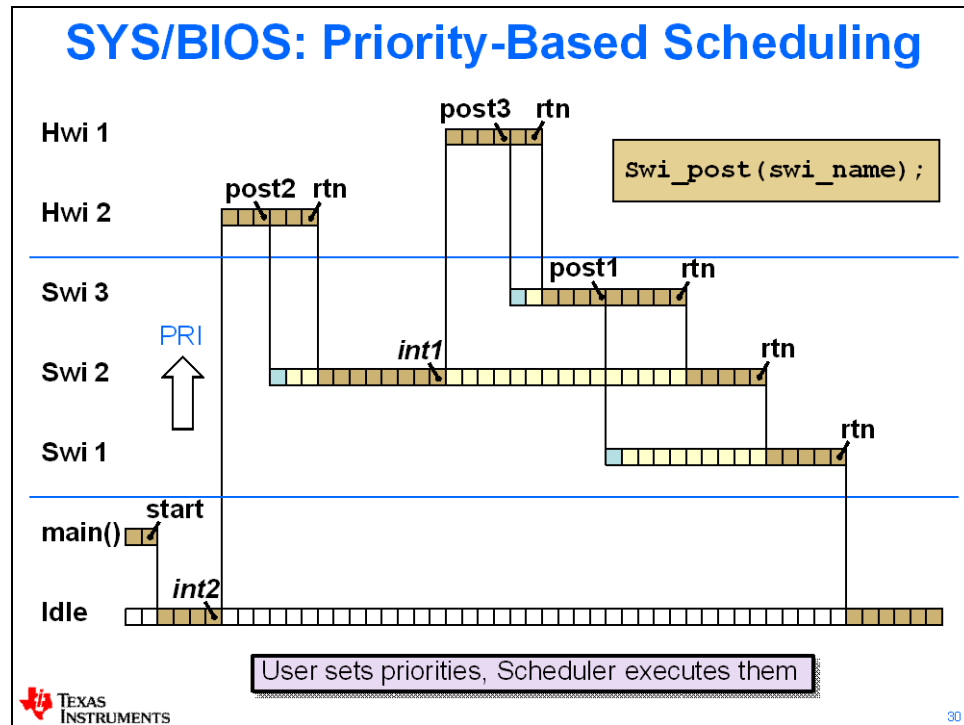 SYS/BIOS: Priority-Based Scheduling
post3
rtn
Hwi 1
Swi_post(swi_name);
post2
rtn
Hwi 2
post1
rtn
Swi 3
PRI
int1
rtn
Swi 2
rtn
Swi 1
start
main()
int2
Idle
User sets priorities, Scheduler executes them
TEXAS
INSTRUMENTS
30